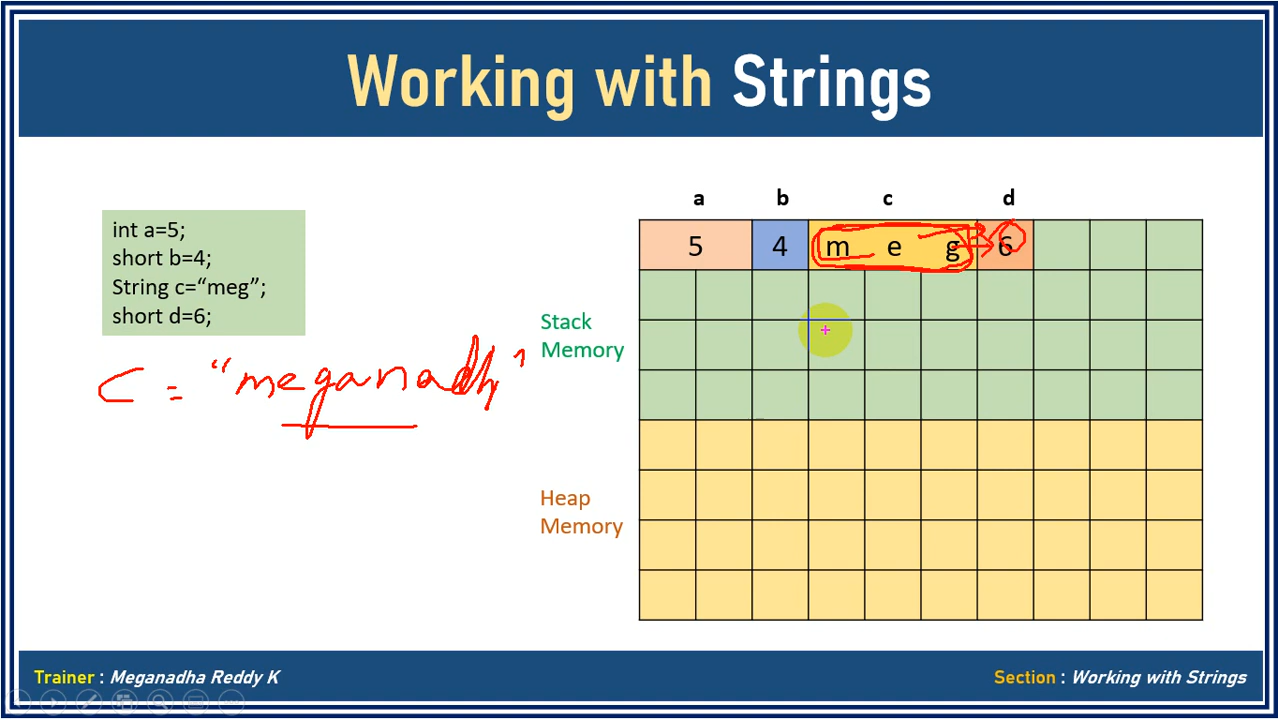 Working with Strings
int a=5;
short b=4;
String c=“meg”;
short d=6;
C = "meganadh"
a b c d
5 4 m e g 6
Stack
Memory
Heap
Memory
Trainer : Meganadha Reddy K
Section : Working with Strings